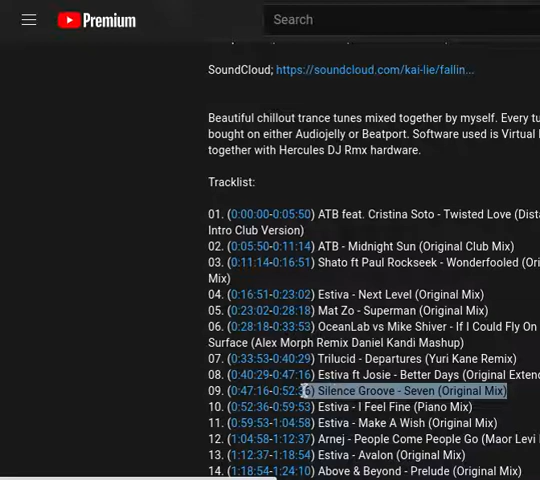 Premium
Search
SoundCloud; https://soundcloud.com/kai-lie/fallin...
Beautiful chillout trance tunes mixed together by myself. Every tu
bought on either Audiojelly or Beatport. Software used is Virtual
together with Hercules DJ Rmx hardware.
Tracklist:
01. (0:00:00-0:05:50) ATB feat. Cristina Soto - Twisted Love (Dist
Intro Club Version)
02. (0:05:50-0:11:14) ATB - Midnight Sun (Original Club Mix)
03. (0:11:14-0:16:51) Shato ft Paul Rockseek - Wonderfooled (Ori
Mix)
04. (0:16:51-0:23:02) Estiva - Next Level (Original Mix)
05. (0:23:02-0:28:18) Mat Zo - Superman (Original Mix)
06. (0:28:18-0:33:53) OceanLab vs Mike Shiver - If I Could Fly On
Surface (Alex Morph Remix Daniel Kandi Mashup)
07. (0:33:53-0:40:29) Trilucid - Departures (Yuri Kane Remix)
08. (0:40:29-0:47:16) Estiva ft Josie - Better Days (Original Exten
09. (0:47:16-0:52:36) Silence Groove - Seven (Original Mix)
10. (0:52:36-0:59:53) Estiva - I Feel Fine (Piano Mix)
11. (0:59:53-1:04:58) Estiva - Make A Wish (Original Mix)
12. (1:04:58-1:12:37) Arnej - People Come People Go (Maor Levi
13. (1:12:37-1:18:54) Estiva - Avalon (Original Mix)
14. (1:18:54-1:24:10) Above & Beyond - Prelude (Original Mix)